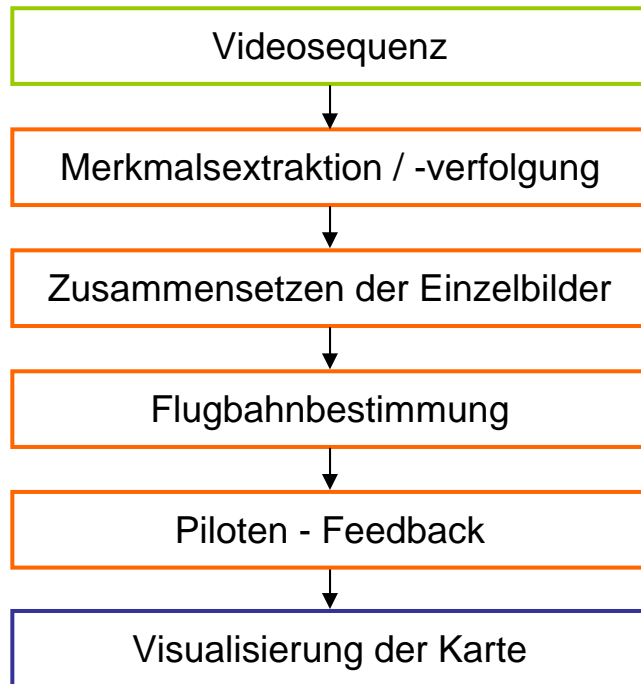 Videosequenz
Merkmalsextraktion / -verfolgung
Zusammensetzen der Einzelbilder
Flugbahnbestimmung
Piloten - Feedback
Visualisierung der Karte